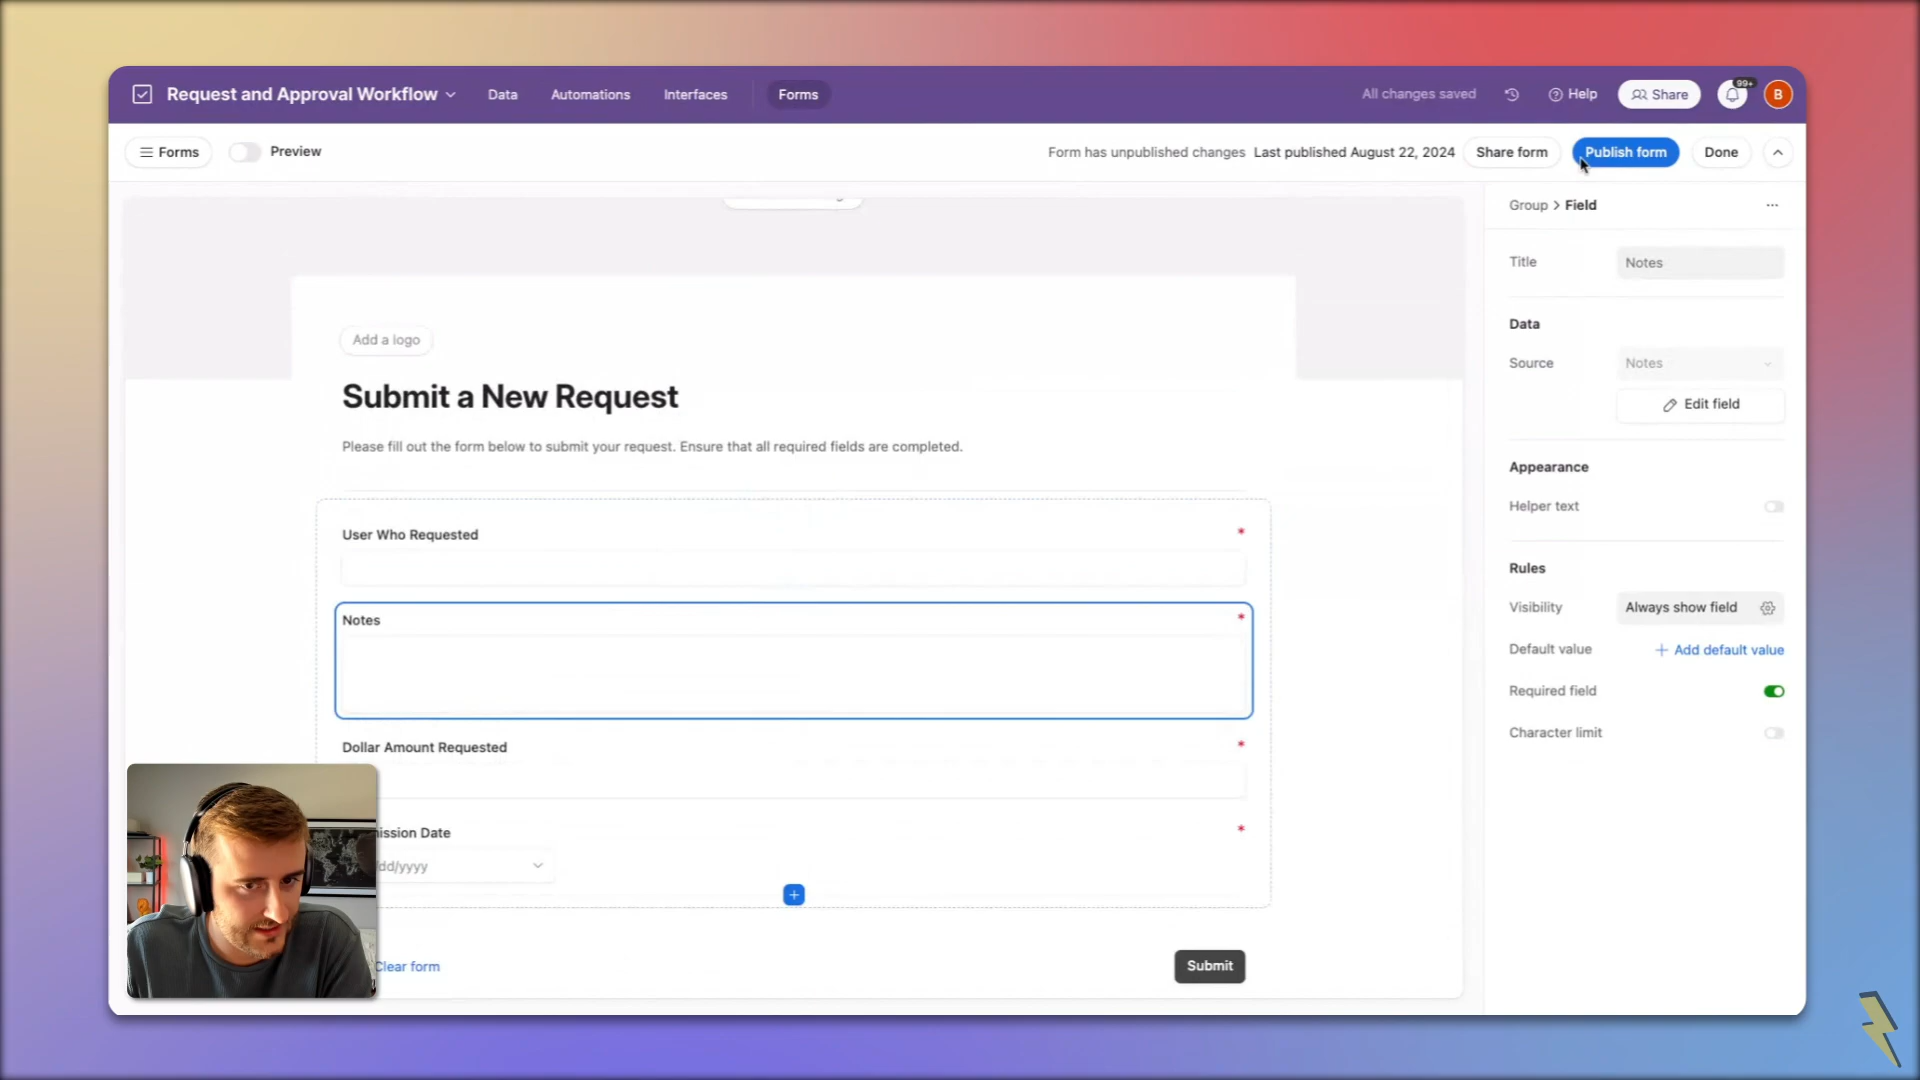 Request and Approval Workflow
Data
Automations
Interfaces
Forms
All changes saved
Help
Share
99+
B
Forms
Preview
Form has unpublished changes
Last published August 22, 2024
Share form
Publish form
Done
Group > Field
Title
Notes
Data
Source
Notes
Edit field
Appearance
Helper text
Rules
Visibility
Always show field
Default value
+ Add default value
Required field
Character limit
Add a logo
Submit a New Request
Please fill out the form below to submit your request. Ensure that all required fields are completed.
User Who Requested *
Notes *
Dollar Amount Requested *
ission Date *
dd/yyyy
+
Clear form
Submit